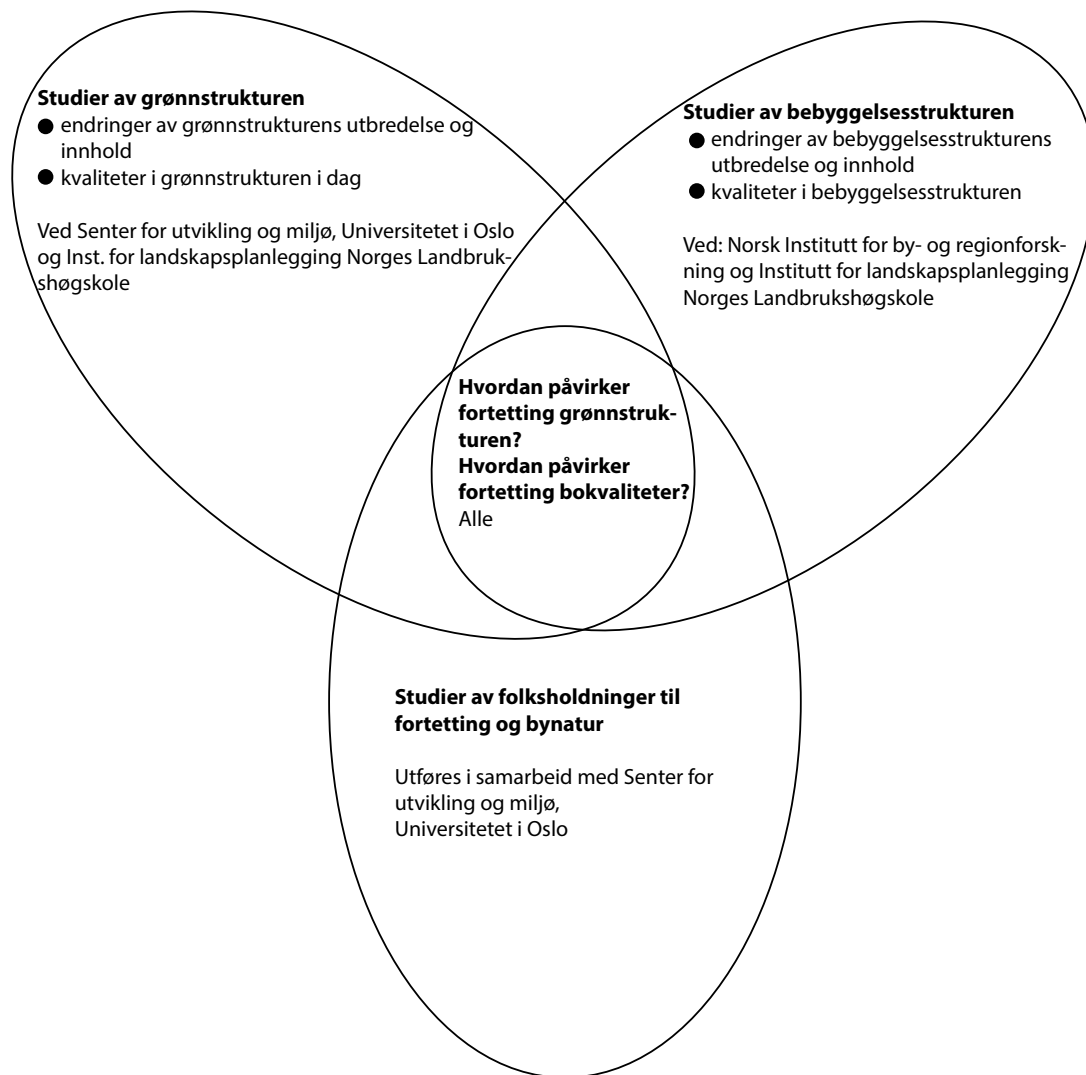 Studier av grønnstrukturen
● endringer av grønnstrukturens utbredelse og
innhold
● kvaliteter i grønnstrukturen i dag
Ved Senter for utvikling og miljø, Universitetet i Oslo
og Inst. for landskapsplanlegging Norges Landbruk-
shøgskole
Studier av bebyggelsesstrukturen
● endringer av bebyggelsesstrukturens
utbredelse og innhold
● kvaliteter i bebyggelsesstrukturen
Ved: Norsk Institutt for by- og regionforsk-
kning og Institutt for landskapsplanlegging
Norges Landbrukshøgskole
Hvordan påvirker
fortetting grønnstruk-
turen?
Hvordan påvirker
fortetting bokvaliteter?
Alle
Studier av folksholdninger til
fortetting og bynatur
Utføres i samarbeid med Senter for
utvikling og miljø,
Universitetet i Oslo